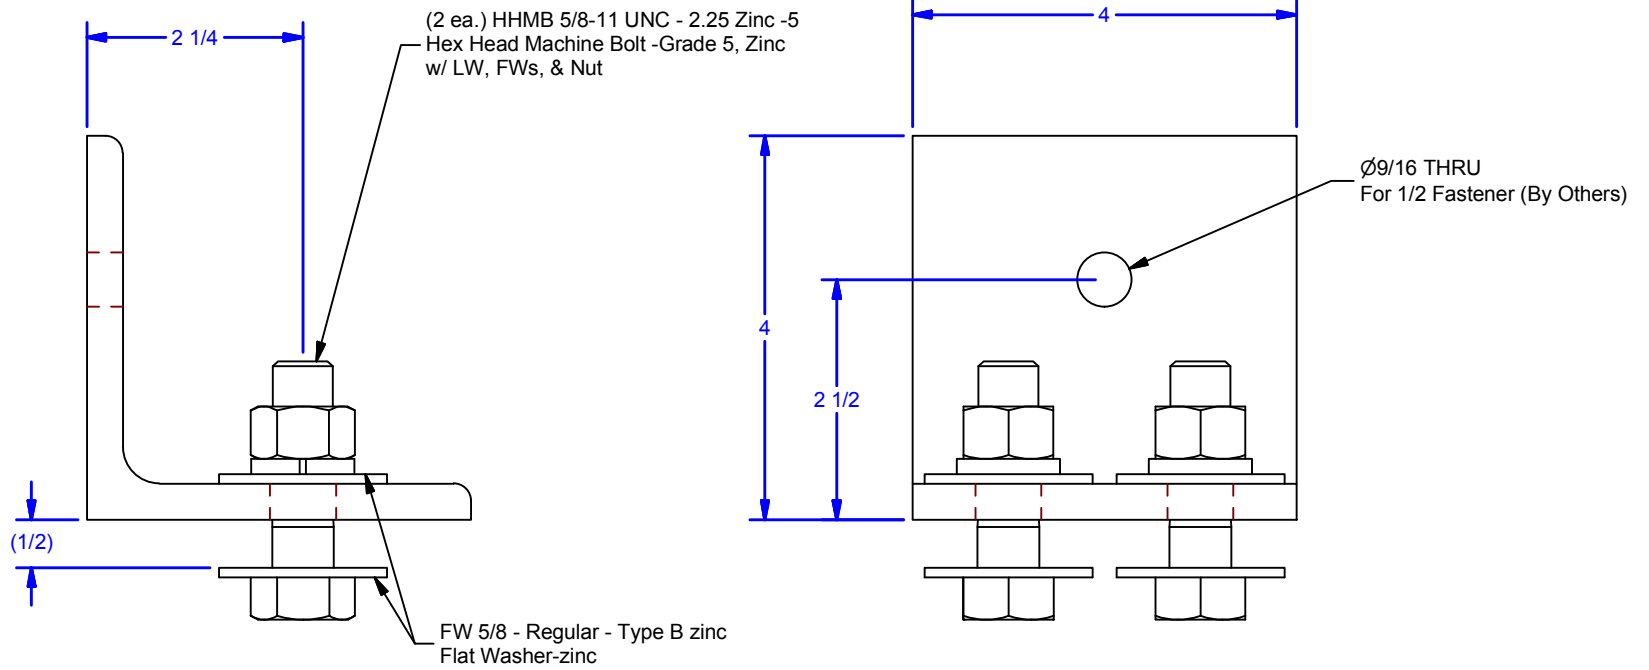 (2 ea.) HHMB 5/8-11 UNC - 2.25 Zinc -5
Hex Head Machine Bolt -Grade 5, Zinc
w/ LW, FWs, & Nut
2 1/4
4
Ø9/16 THRU
For 1/2 Fastener (By Others)
4
2 1/2
(1/2)
FW 5/8 - Regular - Type B zinc
Flat Washer-zinc